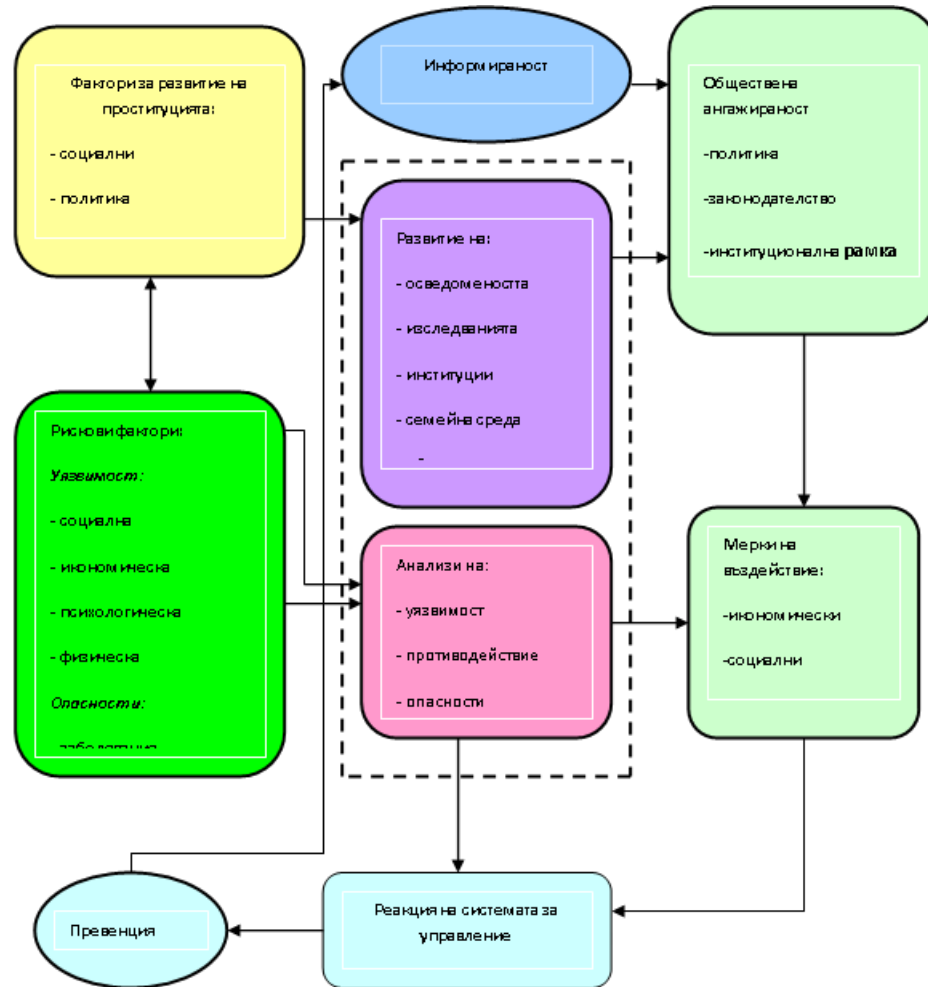 Фактори за развитие на
проституцията:
- социални
- политика
Информираност
Обществена
ангажираност
-политика
-законодателство
-институционална рамка
Развитие на:
- осведомеността
- изследванията
- институции
- семейна среда
-
Рискови фактори:
Уязвимост:
- социална
- икономическа
- психологическа
- физическа
Опасности:
Анализи на:
- уязвимост
- противодействие
- опасности
Мерки на
въздействие:
-икономически
-социални
Превенция
Реакция на системата за
управление